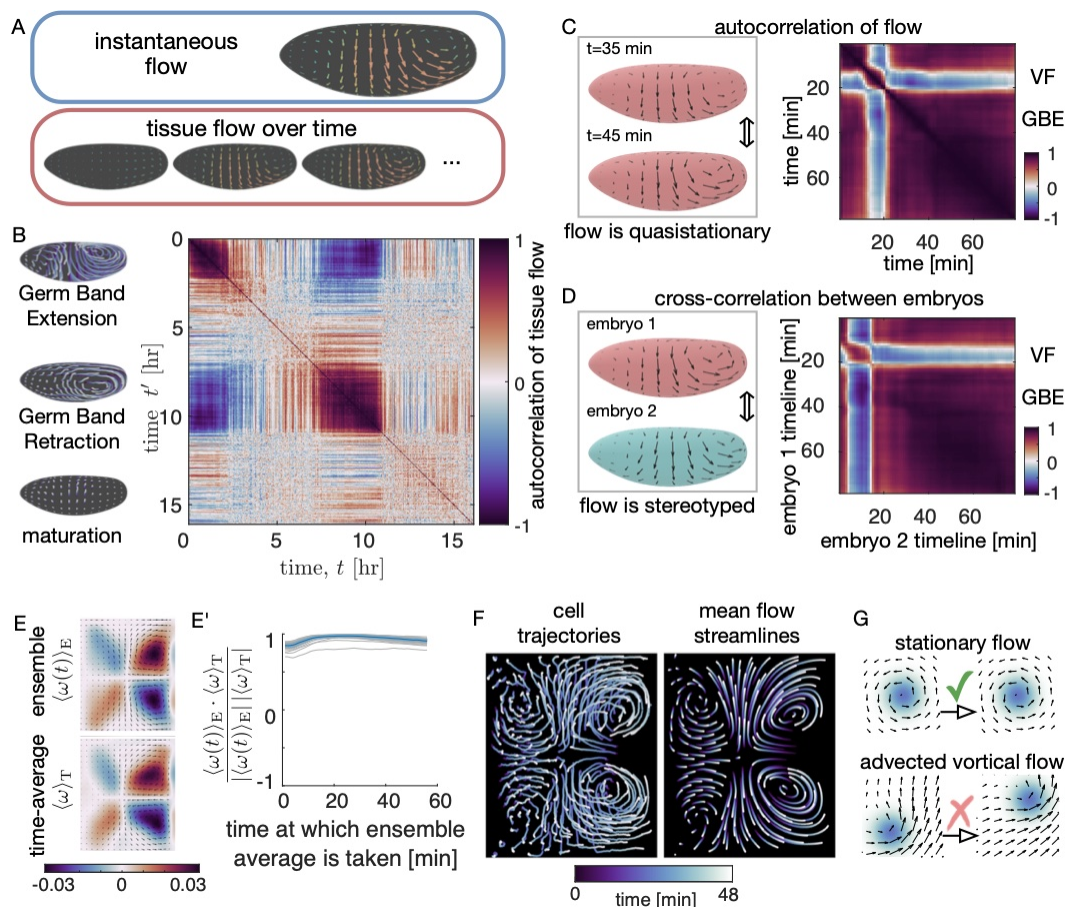 A
instantaneous
flow
tissue flow over time
...
B
Germ Band
Extension
Germ Band
Retraction
maturation
time t′ [hr]
0
5
10
15
0
5
10
15
time, t [hr]
1
0
-1
autocorrelation of tissue flow
C
autocorrelation of flow
t=35 min
t=45 min
flow is quasistationary
time [min]
20
40
60
20
40
60
time [min]
VF
GBE
1
0
-1
D
cross-correlation between embryos
embryo 1
embryo 2
flow is stereotyped
embryo 1 timeline [min]
20
40
60
20
40
60
embryo 2 timeline [min]
VF
GBE
1
0
-1
E
ensemble
⟨ω(t)⟩E
time-average
⟨ω⟩T
-0.03
0
0.03
E'
⟨ω(t)⟩E · ⟨ω⟩T
|⟨ω(t)⟩E| |⟨ω⟩T|
1
0
-1
0
20
40
60
time at which ensemble
average is taken [min]
F
cell
trajectories
mean flow
streamlines
0
48
time [min]
G
stationary flow
advected vortical flow